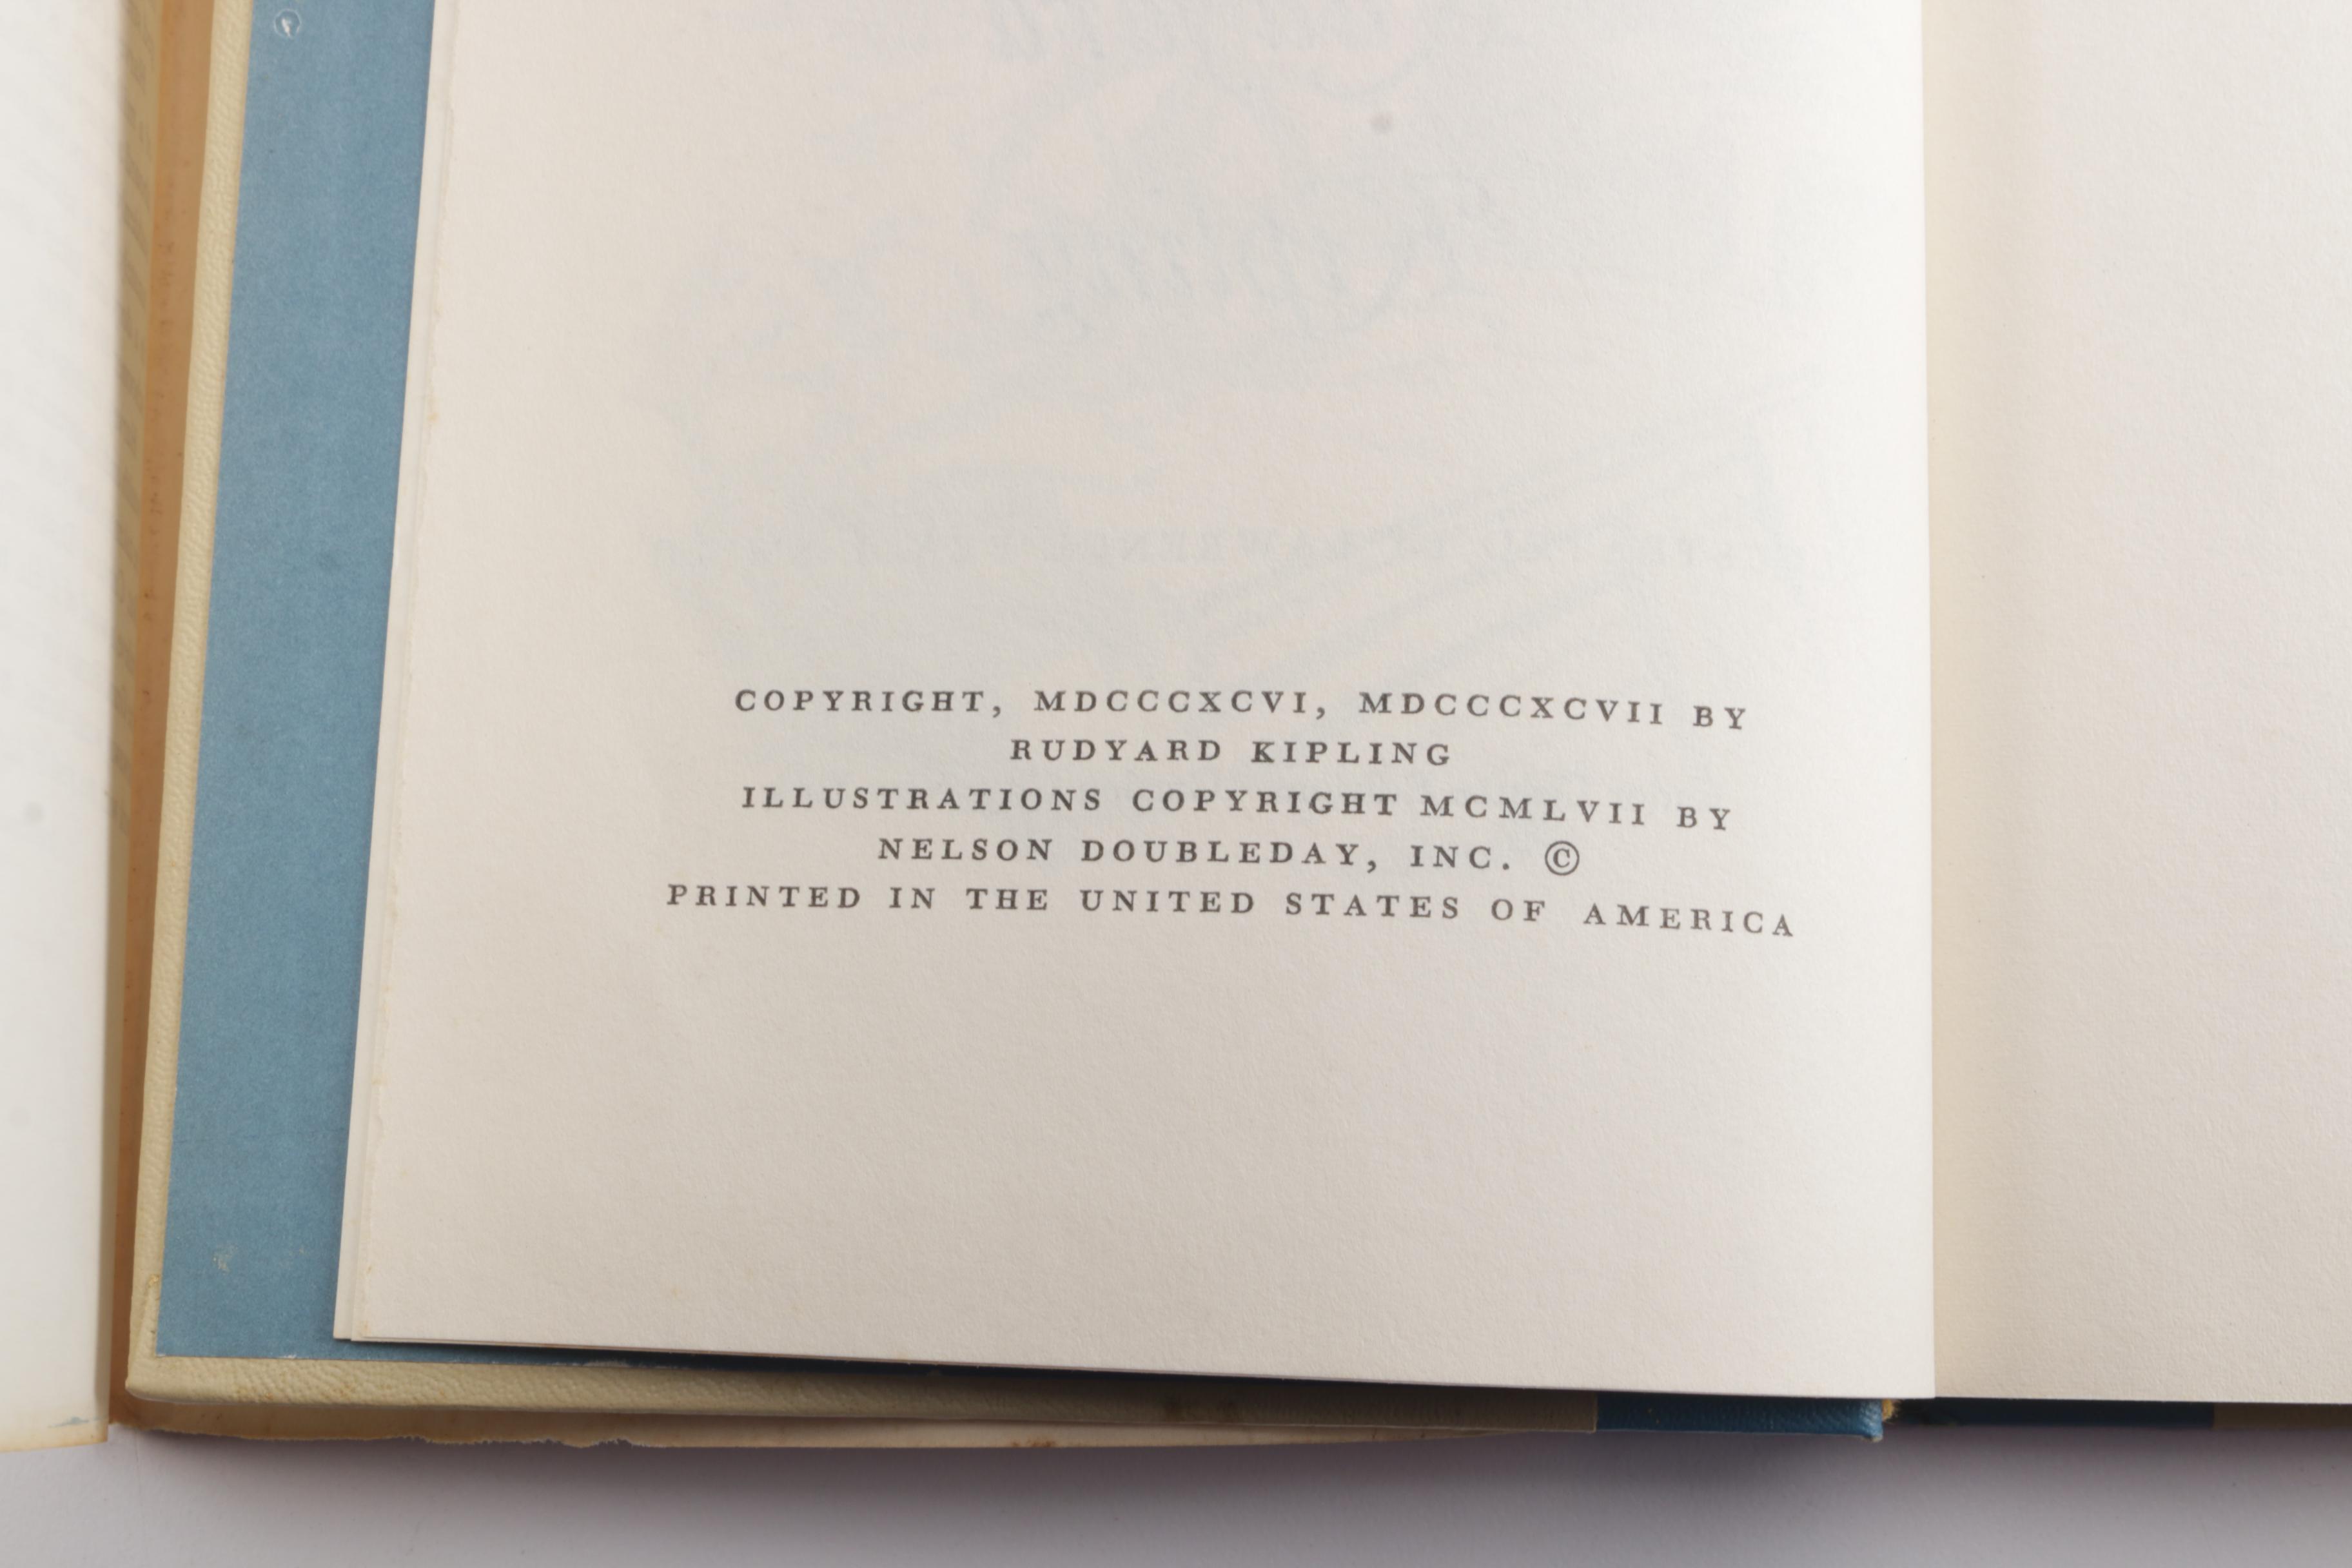 COPYRIGHT, MDCCCXCVI, MDCCCXCVII BY
RUDYARD KIPLING
ILLUSTRATIONS COPYRIGHT MCMLVII BY
NELSON DOUBLEDAY, INC. ©
PRINTED IN THE UNITED STATES OF AMERICA